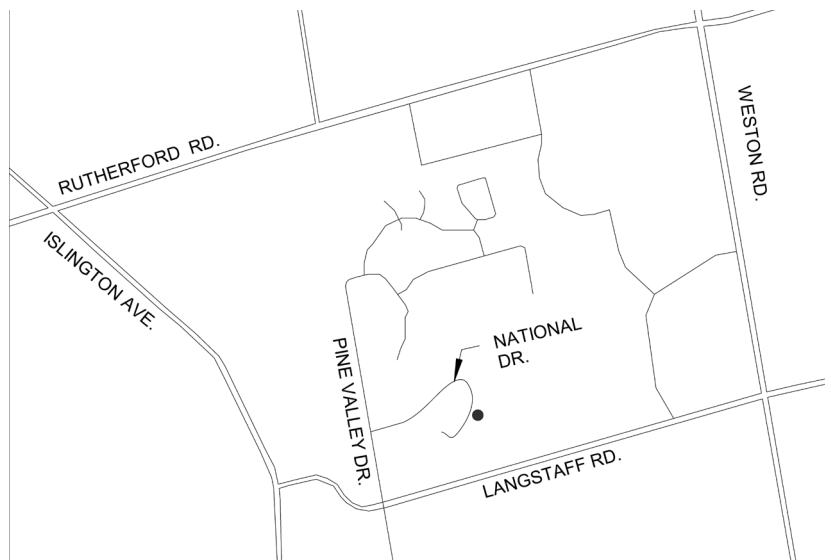 RUTHERFORD RD.
WESTON RD.
ISLINGTON AVE.
NATIONAL
DR.
PINE VALLEY DR.
LANGSTAFF RD.